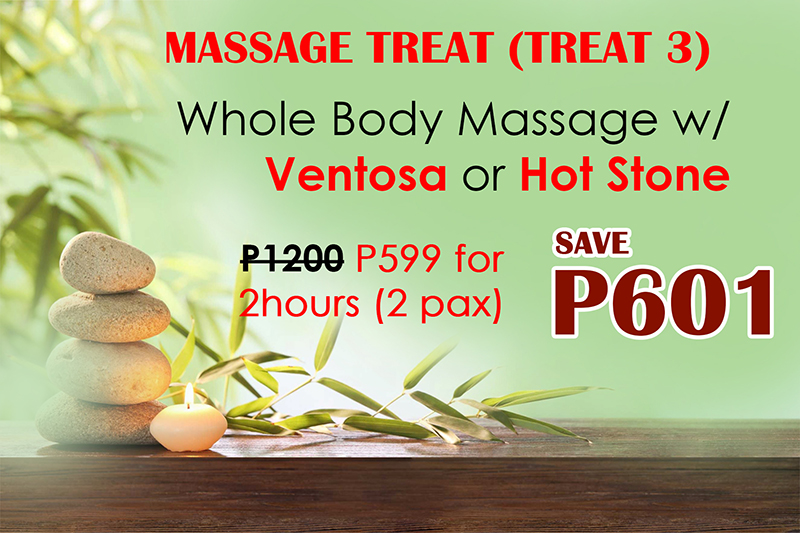 MASSAGE TREAT (TREAT 3)
Whole Body Massage w/
Ventosa or Hot Stone
P1200 P599 for
2hours (2 pax)
SAVE
P601